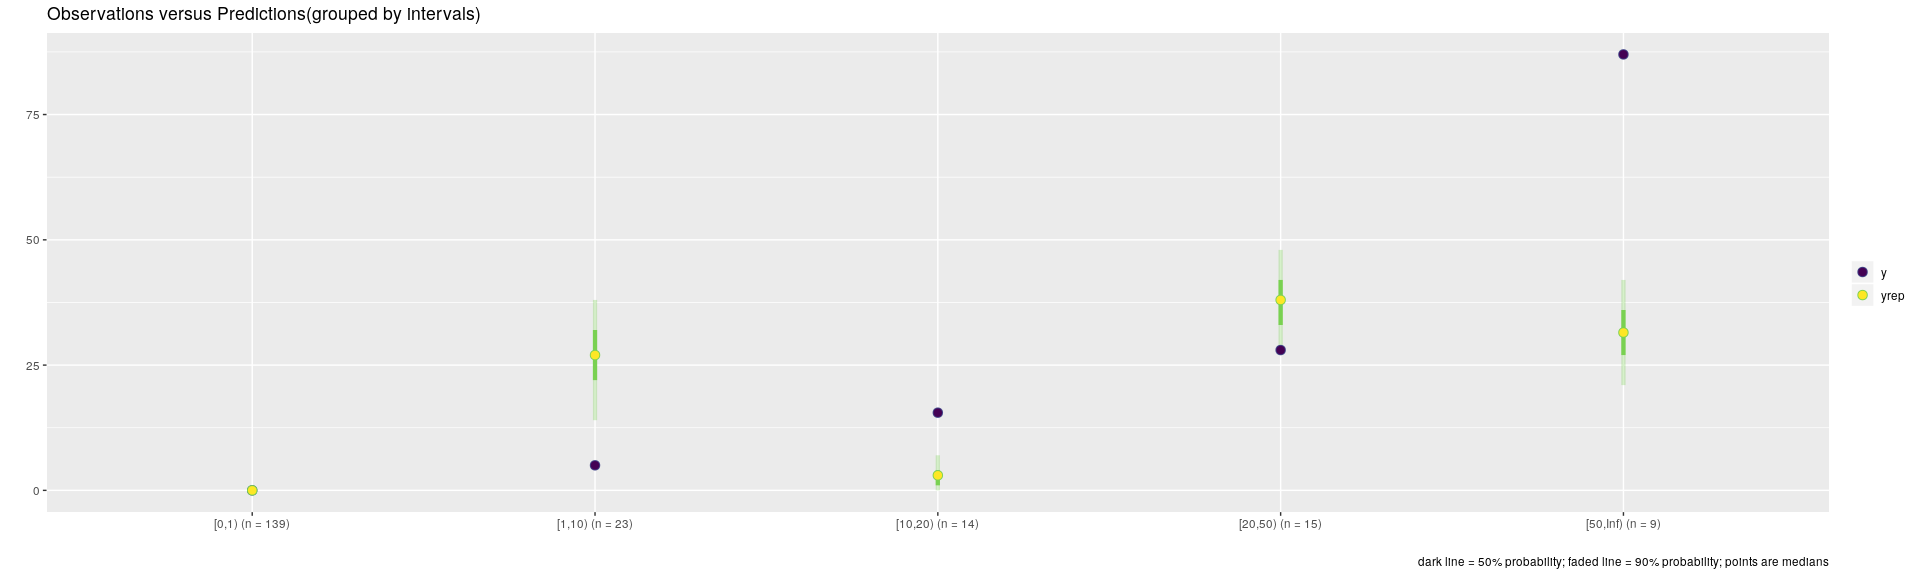 Observations versus Predictions(grouped by intervals)
75
50
25
0
[0,1) (n = 139)
[1,10) (n = 23)
[10,20) (n = 14)
[20,50) (n = 15)
[50,Inf) (n = 9)
y
yrep
dark line = 50% probability; faded line = 90% probability; points are medians